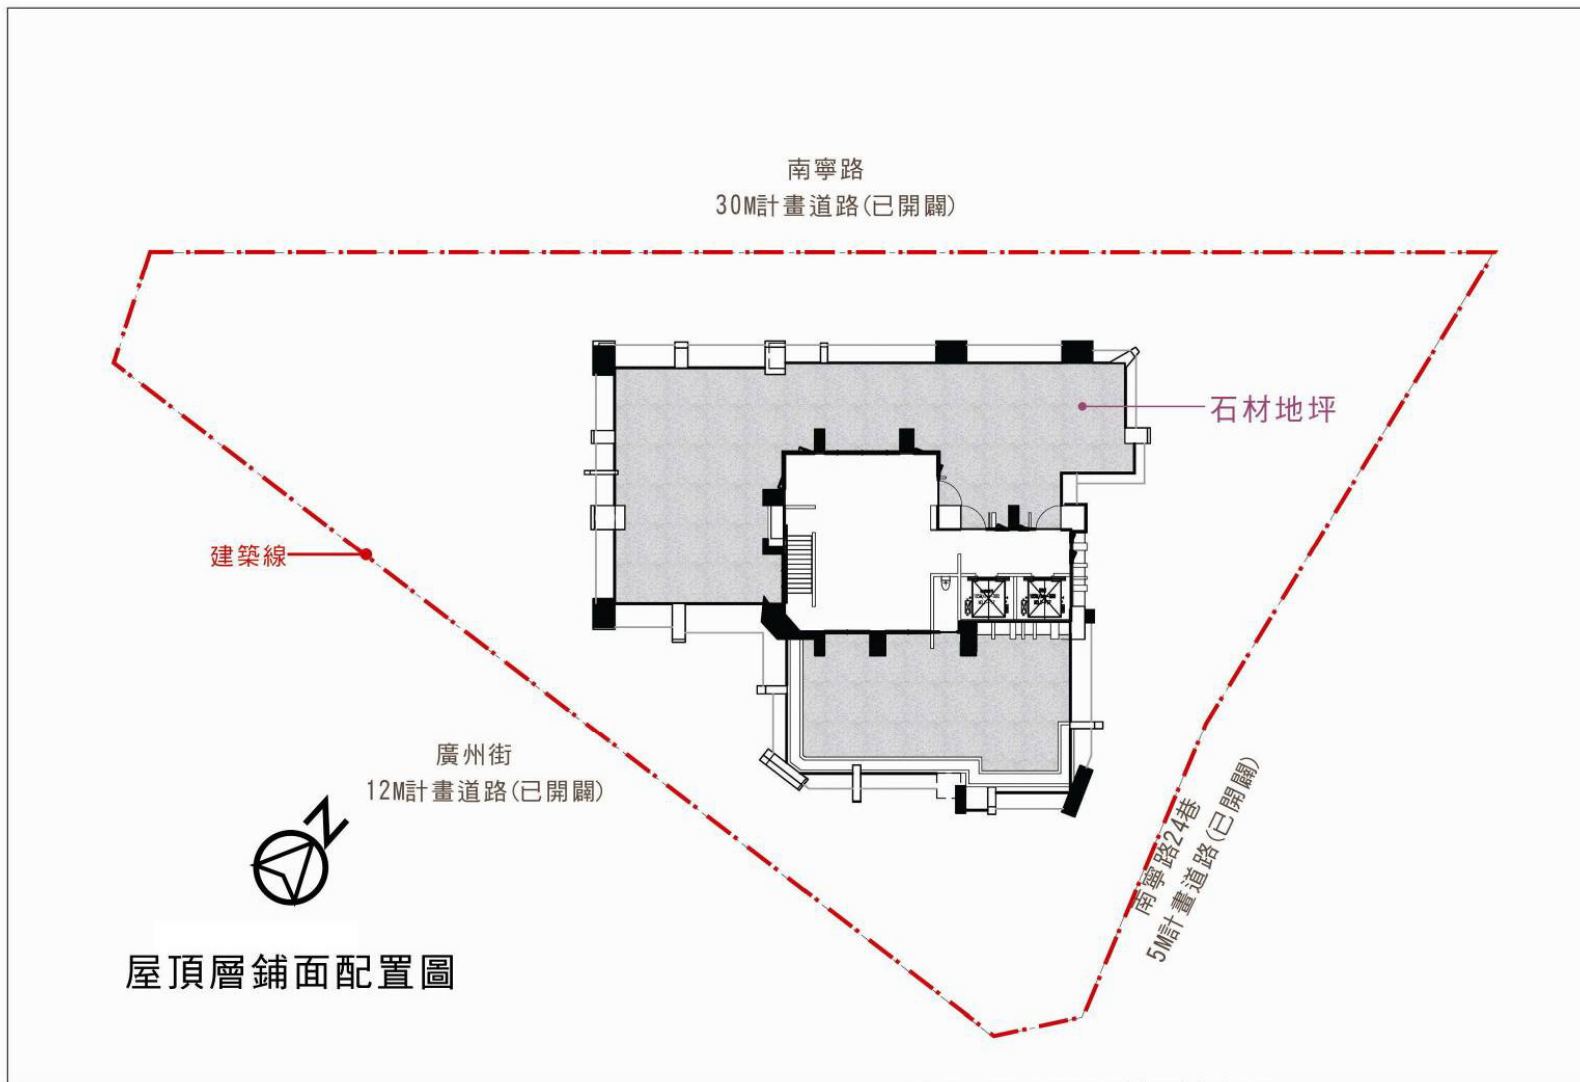 南寧路
30M計畫道路(已開闢)
石材地坪
建築線
廣州街
12M計畫道路(已開闢)
南寧路24巷
5M計畫道路(已開闢)
N
屋頂層鋪面配置圖